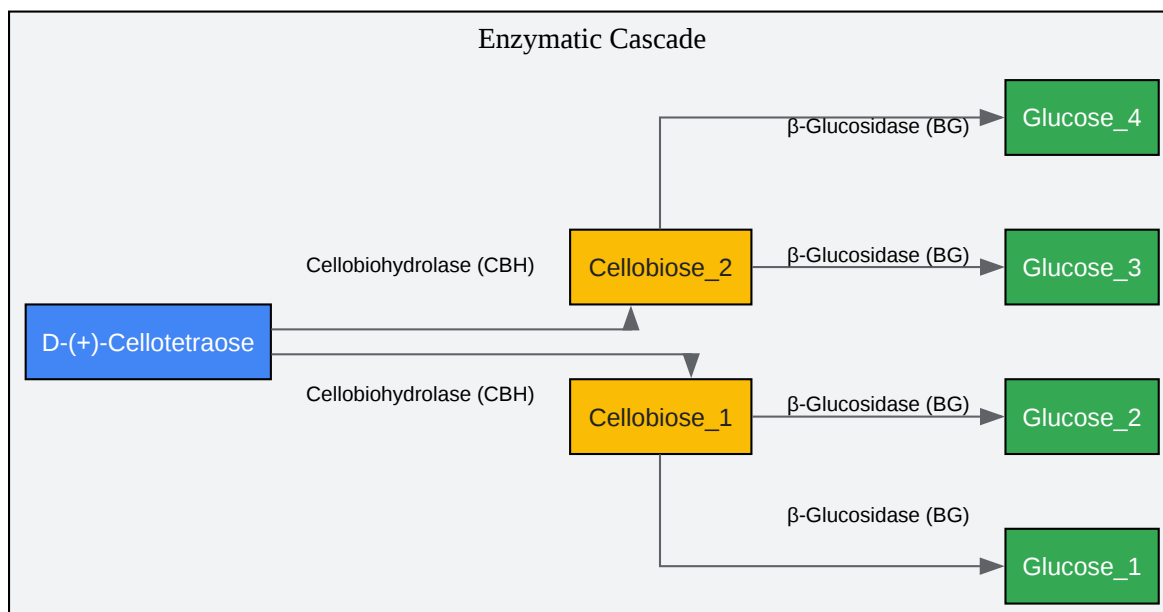 Enzymatic Cascade
Glucose_4
β-Glucosidase (BG)
Cellobiohydrolase (CBH)
Cellobiose_2
β-Glucosidase (BG)
Glucose_3
D-(+)-Cellotetraose
Cellobiohydrolase (CBH)
Cellobiose_1
β-Glucosidase (BG)
Glucose_2
β-Glucosidase (BG)
Glucose_1